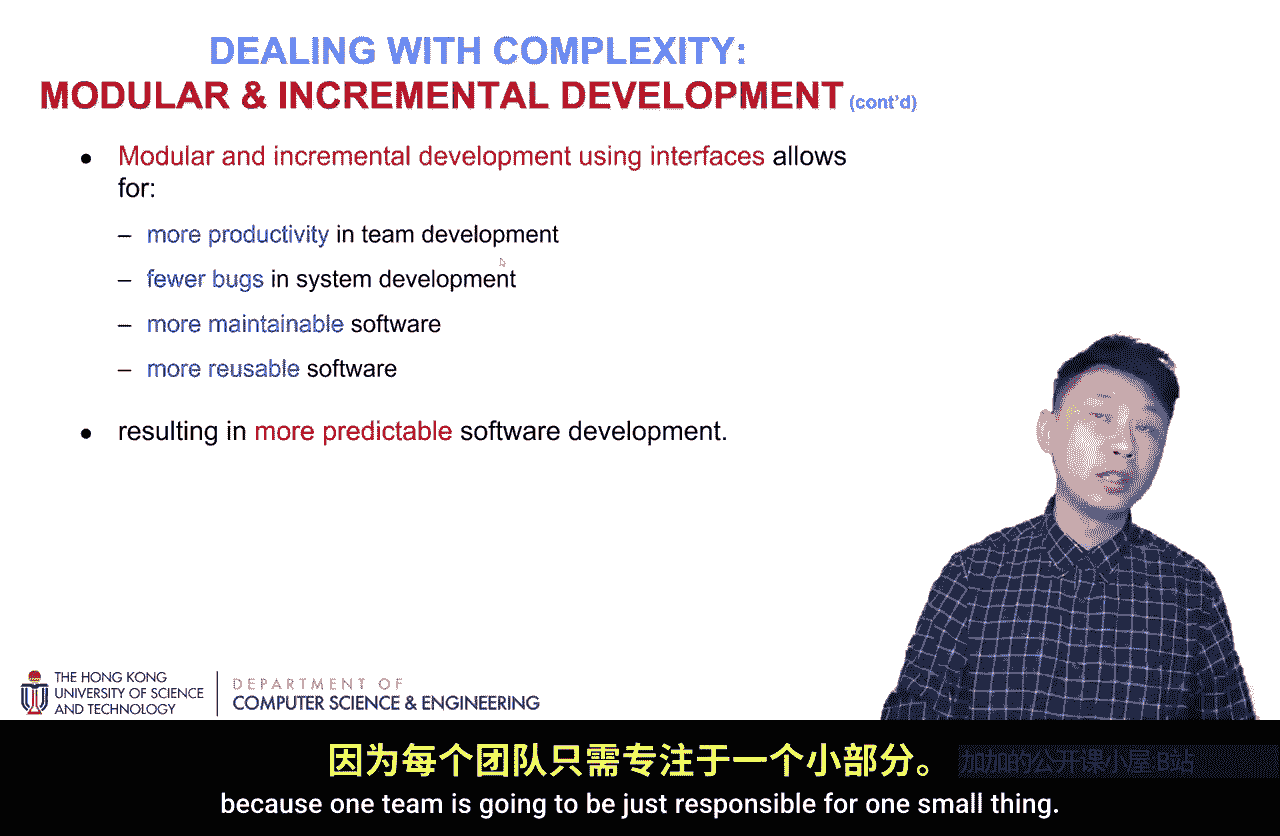 DEALING WITH COMPLEXITY:
MODULAR & INCREMENTAL DEVELOPMENT (cont'd)
● Modular and incremental development using interfaces allows
for:
– more productivity in team development
– fewer bugs in system development
– more maintainable software
– more reusable software
● resulting in more predictable software development.
THE HONG KONG
UNIVERSITY OF SCIENCE
AND TECHNOLOGY
DEPARTMENT OF
COMPUTER SCIENCE & ENGINEERING
因为每个团队只需专注于一个小部分。
加加的公开课小屋 B站
because one team is going to be just responsible for one small thing.